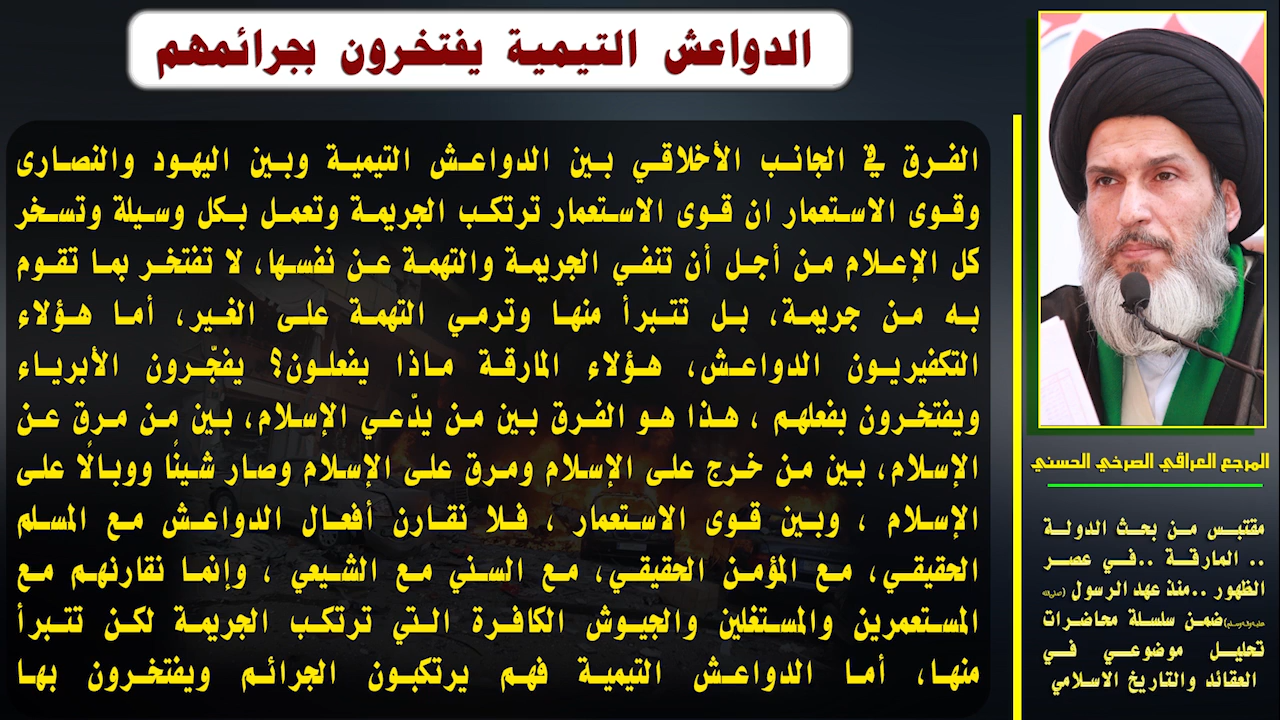 الدواعش التيمية يفتخرون بجرائمهم
الفرق في الجانب الأخلاقي بين الدواعش التيمية وبين اليهود والنصارى
وقوى الاستعمار ان قوى الاستعمار ترتكب الجريمة وتعمل بكل وسيلة وتسخر
كل الإعلام من أجل أن تنفي الجريمة والتهمة عن نفسها، لا تفتخر بما تقوم
به من جريمة، بل تتبرأ منها وترمي التهمة على الغير، أما هؤلاء
التكفيريون الدواعش، هؤلاء المارقة ماذا يفعلون؟ يفجّرون الأبرياء
ويفتخرون بفعلهم ، هذا هو الفرق بين من يدّعي الإسلام، بين من مرق عن
الإسلام، بين من خرج على الإسلام ومرق على الإسلام وصار شينًا ووبالًا على
الإسلام ، وبين قوى الاستعمار ، فلا نقارن أفعال الدواعش مع المسلم
الحقيقي، مع المؤمن الحقيقي، مع السني مع الشيعي ، وإنما نقارنهم مع
المستعمرين والمستغلين والجيوش الكافرة التي ترتكب الجريمة لكن تتبرأ
منها، أما الدواعش التيمية فهم يرتكبون الجرائم ويفتخرون بها
المرجع العراقي الصرخي الحسني
مقتبس من بحث الدولة
.. المارقة ..في عصر
الظهور ..منذ عهد الرسول (صلى الله
عليه وآله وسلم)ضمن سلسلة محاضرات
تحليل موضوعي في
العقائد والتاريخ الاسلامي